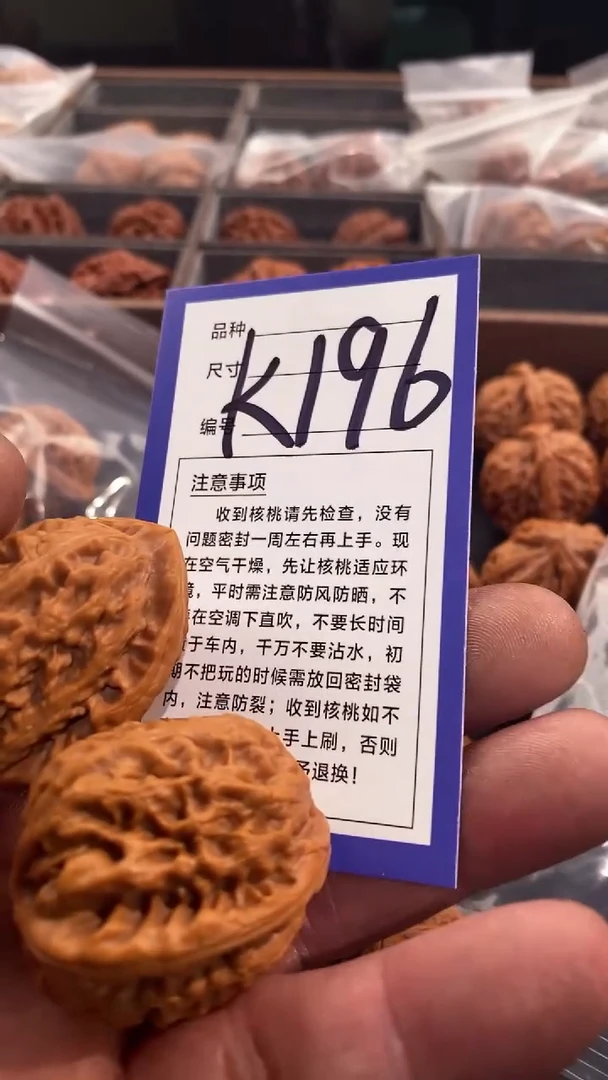 品种
尺寸
编号
K196
注意事项
收到核桃请先检查，没有
问题密封一周左右再上手。现
在空气干燥，先让核桃适应环
境，平时需注意防风防晒，不
在空调下直吹，不要长时间
于车内，千万不要沾水，初
期不把玩的时候需放回密封袋
内，注意防裂；收到核桃如不
上手上刷，否则
予退换！